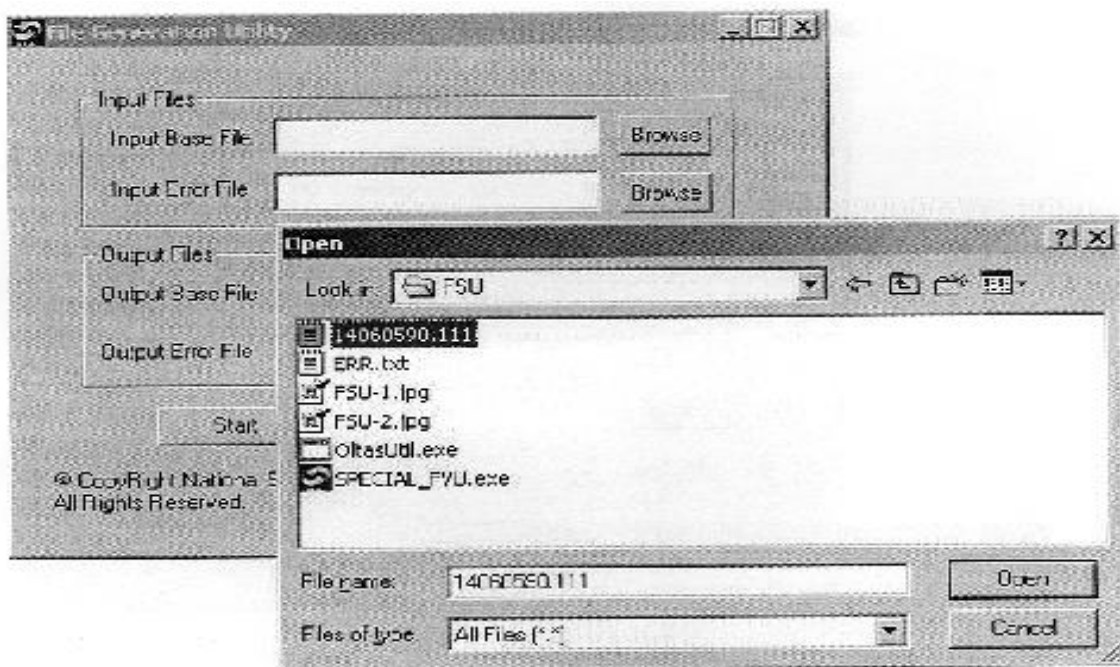 File Generation Utility
Input Files
Input Base File
Browse
Input Error File
Browse
Output Files
Output Base File
Output Error File
Start
© CopyRight National S
All Rights Reserved.
Open
Look in: FSU
14060590.111
ERR.txt
FSU-1.jpg
FSU-2.jpg
OltasUtil.exe
SPECIAL_FVU.exe
File name: 14060590.111
Open
Files of type: All Files (*.*)
Cancel